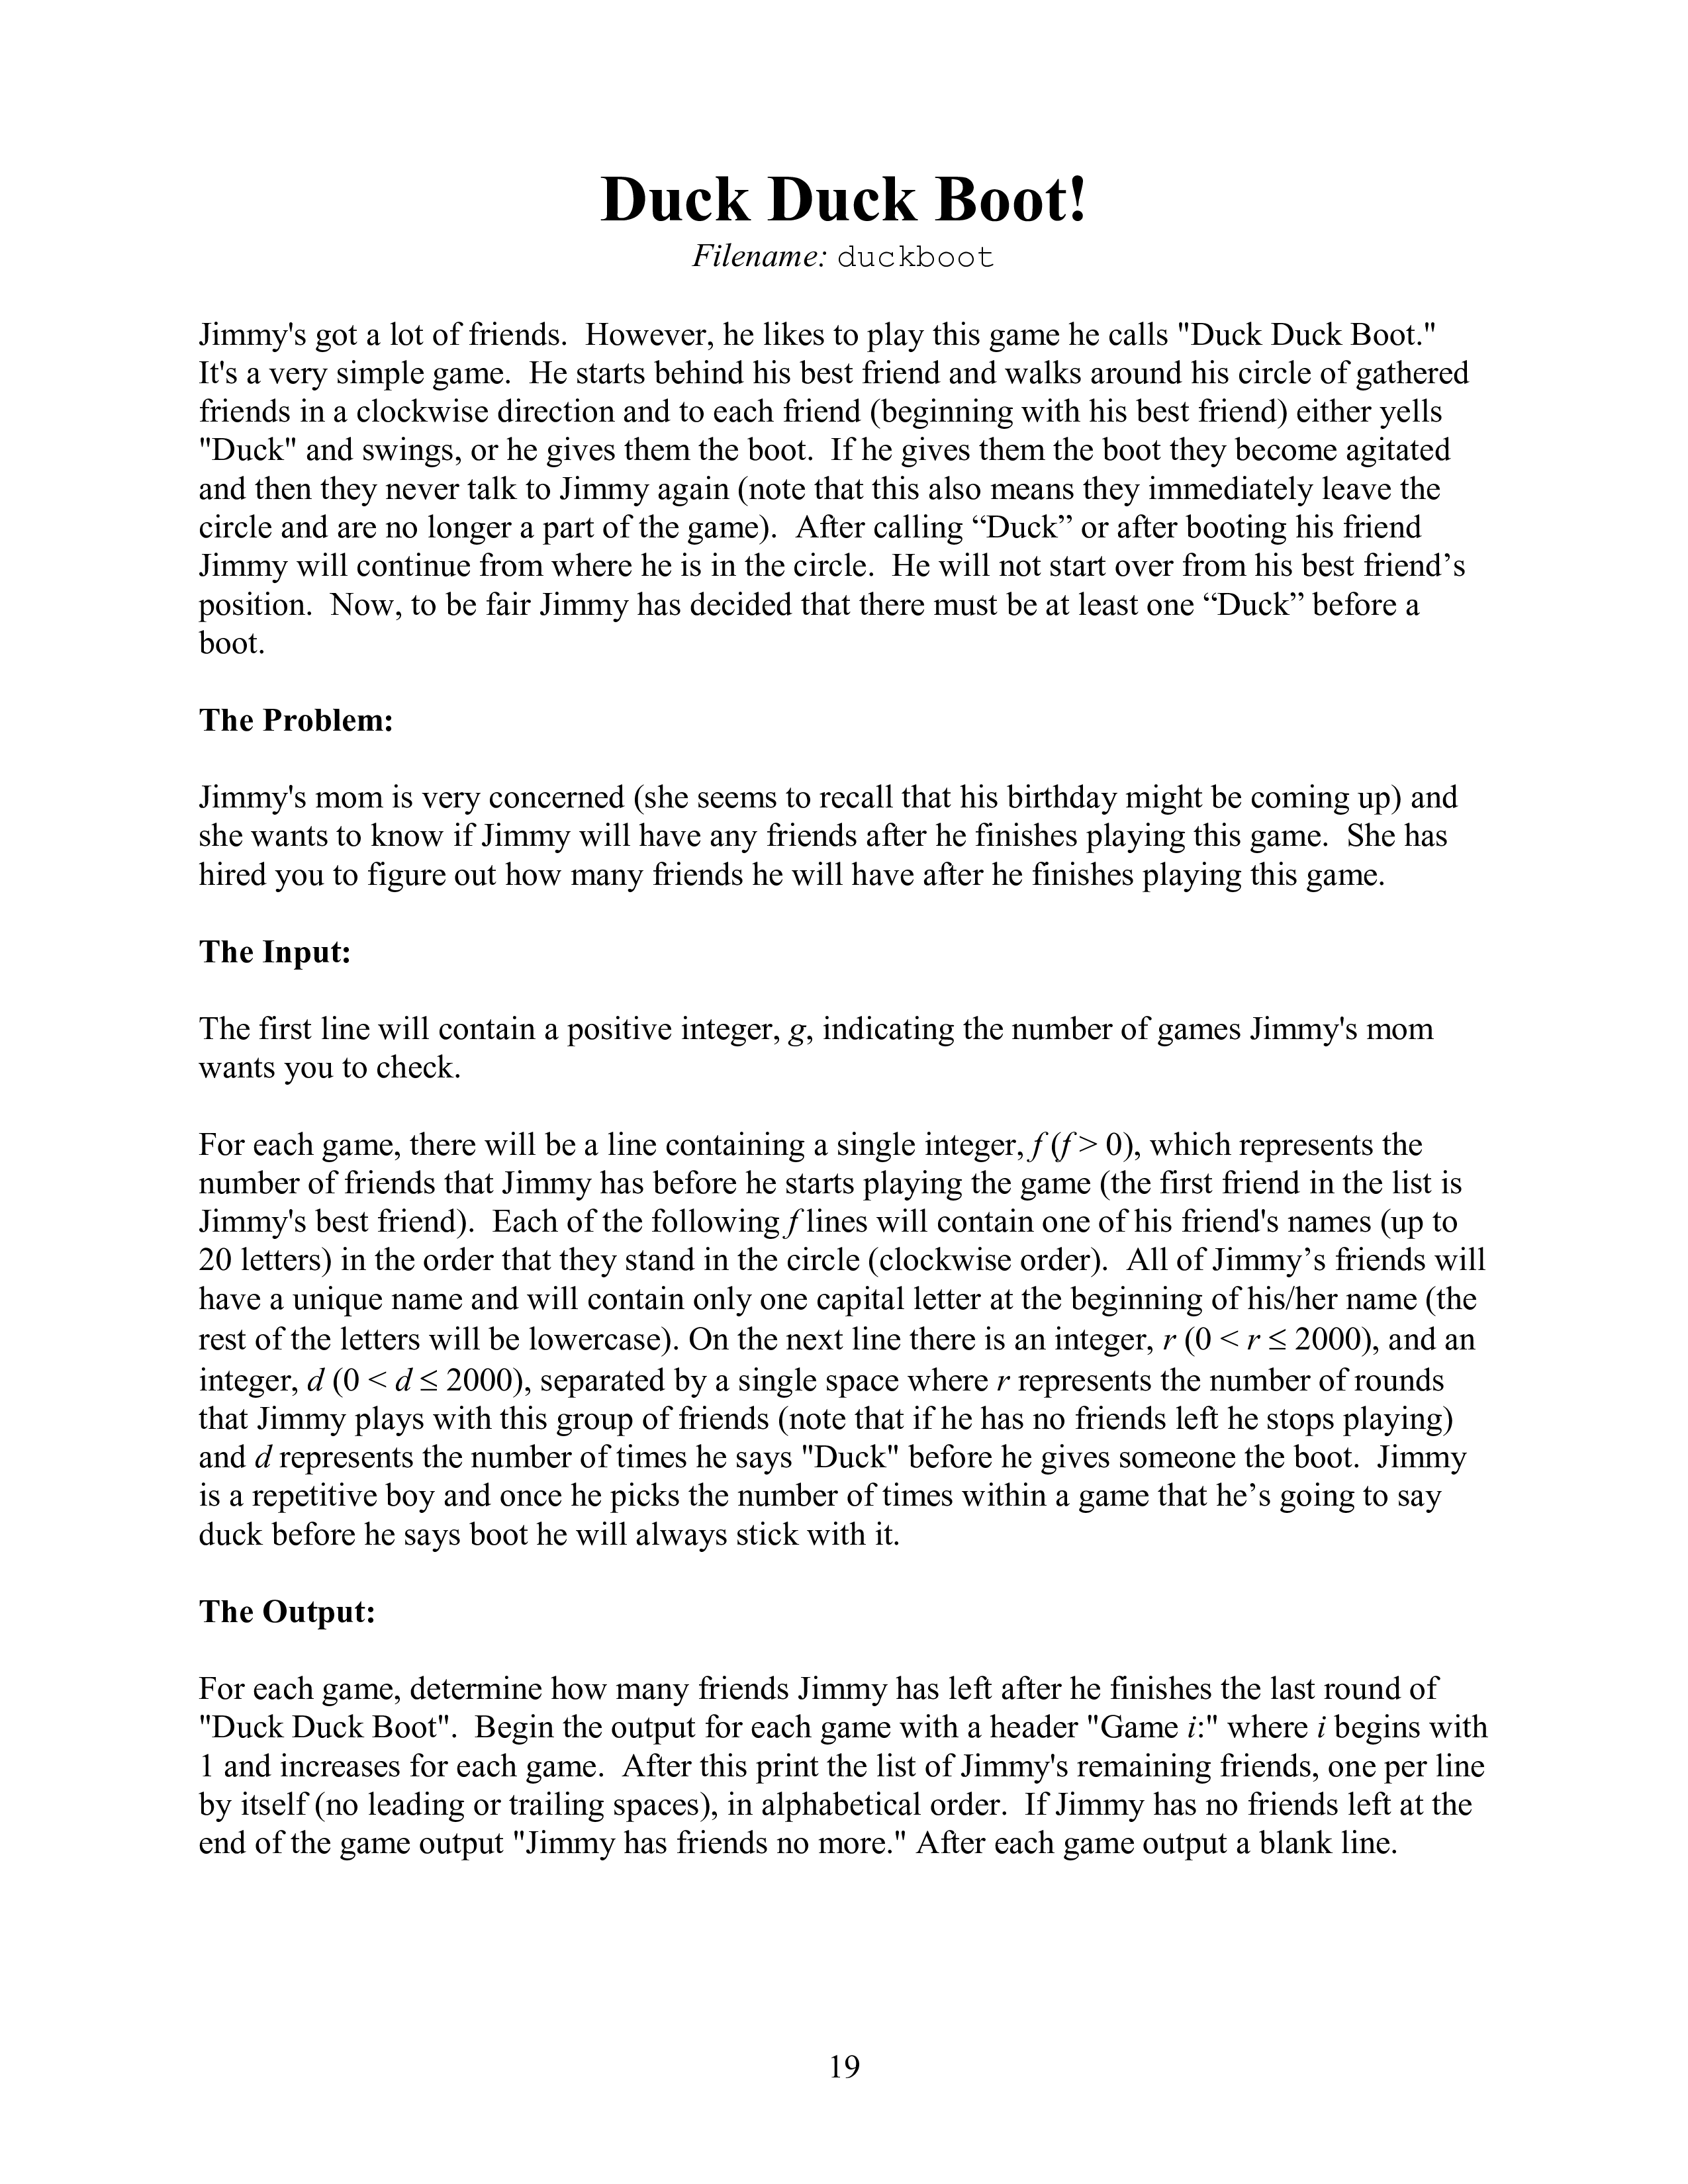 Duck Duck Boot!
Filename: duckboot
Jimmy's got a lot of friends.  However, he likes to play this game he calls "Duck Duck Boot."
It's a very simple game.  He starts behind his best friend and walks around his circle of gathered
friends in a clockwise direction and to each friend (beginning with his best friend) either yells
"Duck" and swings, or he gives them the boot.  If he gives them the boot they become agitated
and then they never talk to Jimmy again (note that this also means they immediately leave the
circle and are no longer a part of the game).  After calling “Duck” or after booting his friend
Jimmy will continue from where he is in the circle.  He will not start over from his best friend’s
position.  Now, to be fair Jimmy has decided that there must be at least one “Duck” before a
boot.
The Problem:
Jimmy's mom is very concerned (she seems to recall that his birthday might be coming up) and
she wants to know if Jimmy will have any friends after he finishes playing this game.  She has
hired you to figure out how many friends he will have after he finishes playing this game.
The Input:
The first line will contain a positive integer, g, indicating the number of games Jimmy's mom
wants you to check.
For each game, there will be a line containing a single integer, f (f > 0), which represents the
number of friends that Jimmy has before he starts playing the game (the first friend in the list is
Jimmy's best friend).  Each of the following f lines will contain one of his friend's names (up to
20 letters) in the order that they stand in the circle (clockwise order).  All of Jimmy’s friends will
have a unique name and will contain only one capital letter at the beginning of his/her name (the
rest of the letters will be lowercase). On the next line there is an integer, r (0 < r ≤ 2000), and an
integer, d (0 < d ≤ 2000), separated by a single space where r represents the number of rounds
that Jimmy plays with this group of friends (note that if he has no friends left he stops playing)
and d represents the number of times he says "Duck" before he gives someone the boot.  Jimmy
is a repetitive boy and once he picks the number of times within a game that he’s going to say
duck before he says boot he will always stick with it.
The Output:
For each game, determine how many friends Jimmy has left after he finishes the last round of
"Duck Duck Boot".  Begin the output for each game with a header "Game i:" where i begins with
1 and increases for each game.  After this print the list of Jimmy's remaining friends, one per line
by itself (no leading or trailing spaces), in alphabetical order.  If Jimmy has no friends left at the
end of the game output "Jimmy has friends no more." After each game output a blank line.
19